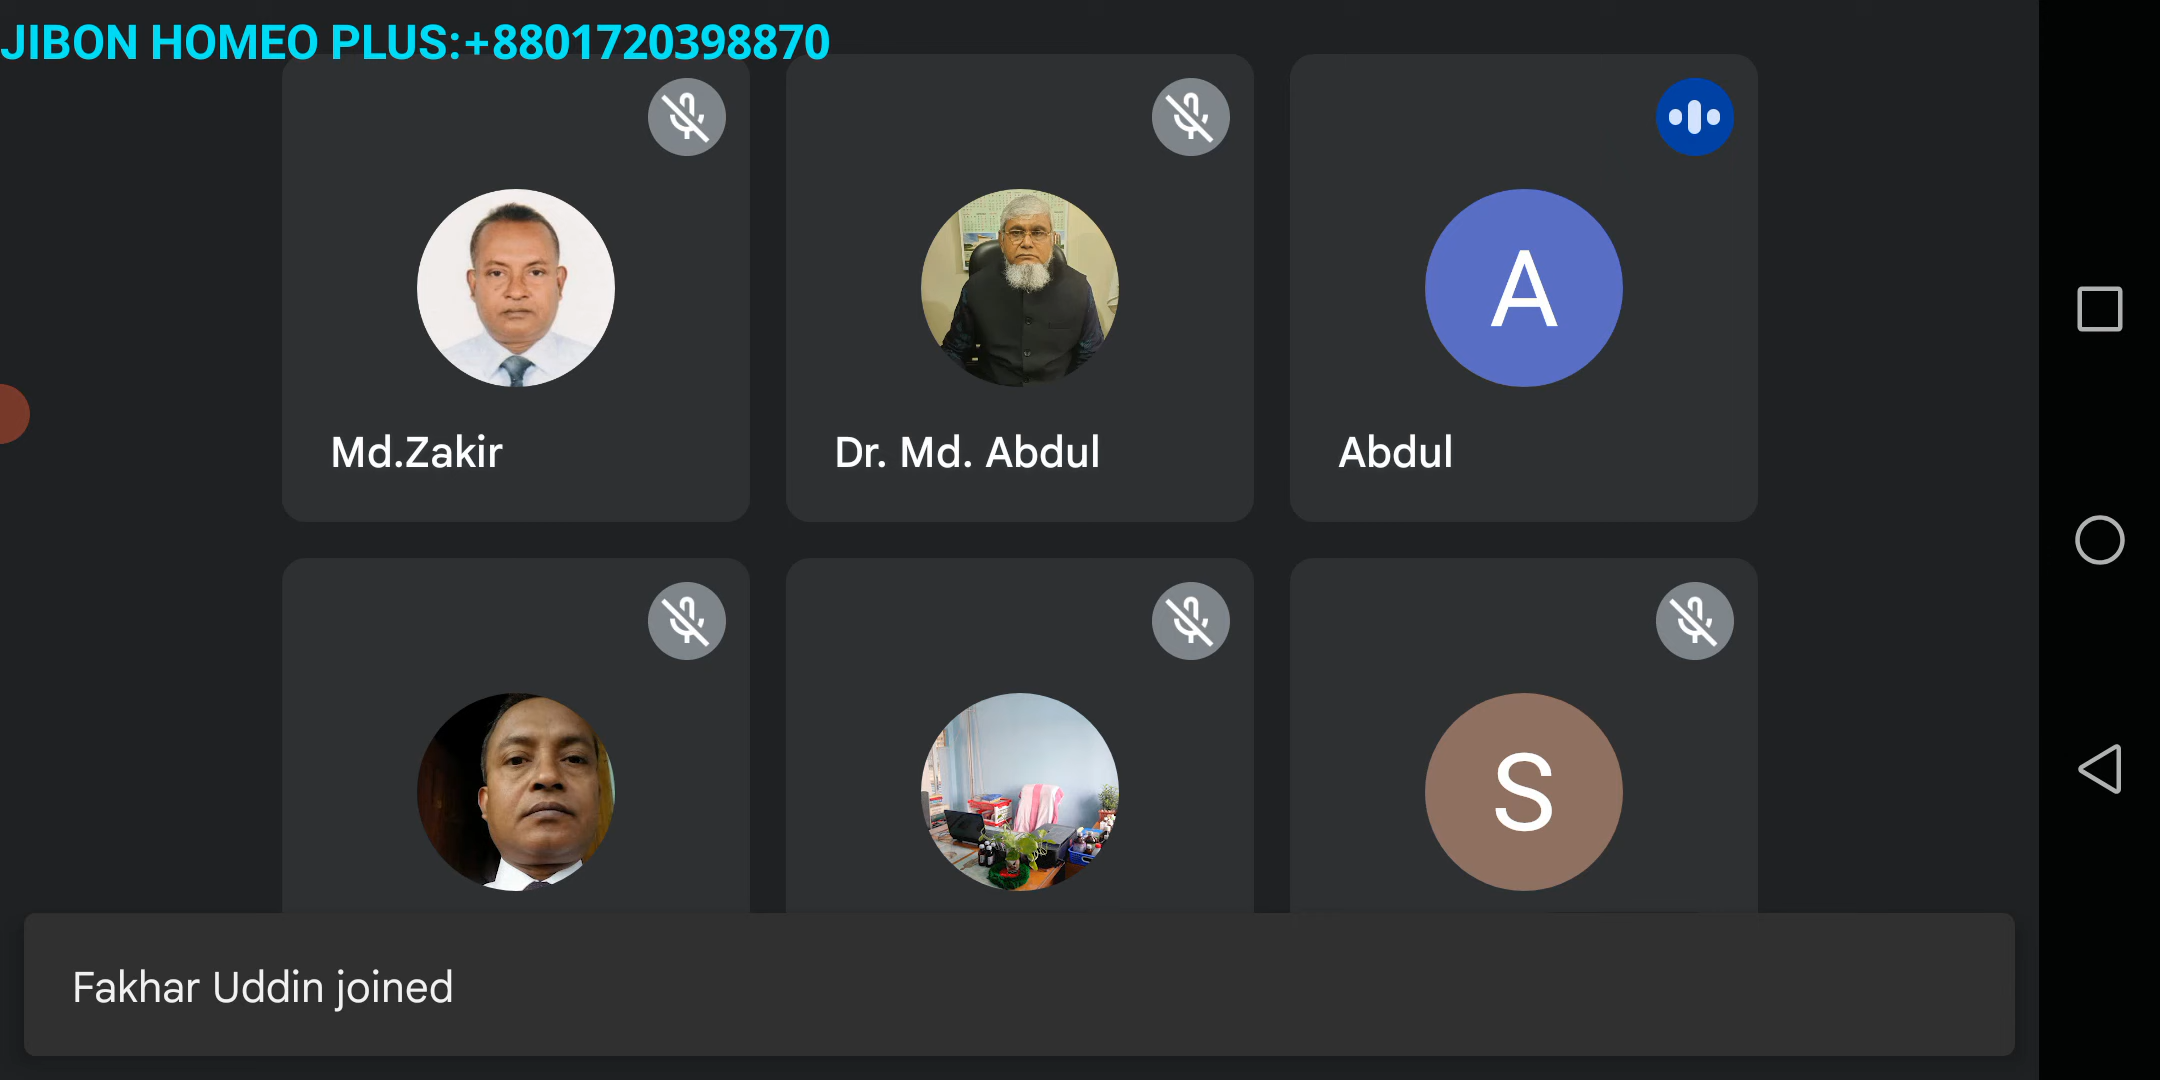 JIBON HOMEO PLUS:+8801720398870
Md.Zakir
Dr. Md. Abdul
A
Abdul
S
Fakhar Uddin joined